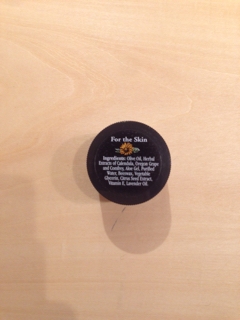 For the Skin
Ingredients: Olive Oil, Herbal
Extracts of Calendula, Oregon Grape
and Comfrey, Aloe Gel, Purified
Water, Beeswax, Vegetable
Glycerin, Citrus Seed Extract,
Vitamin E, Lavender Oil.